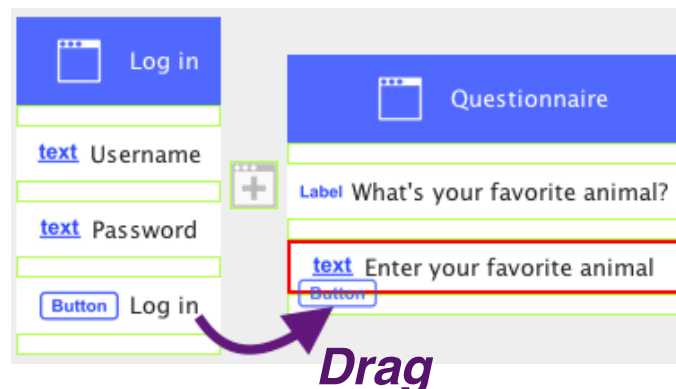 Log in
text Username
text Password
Button Log in
Questionnaire
Label What's your favorite animal?
text Enter your favorite animal
Button
Drag